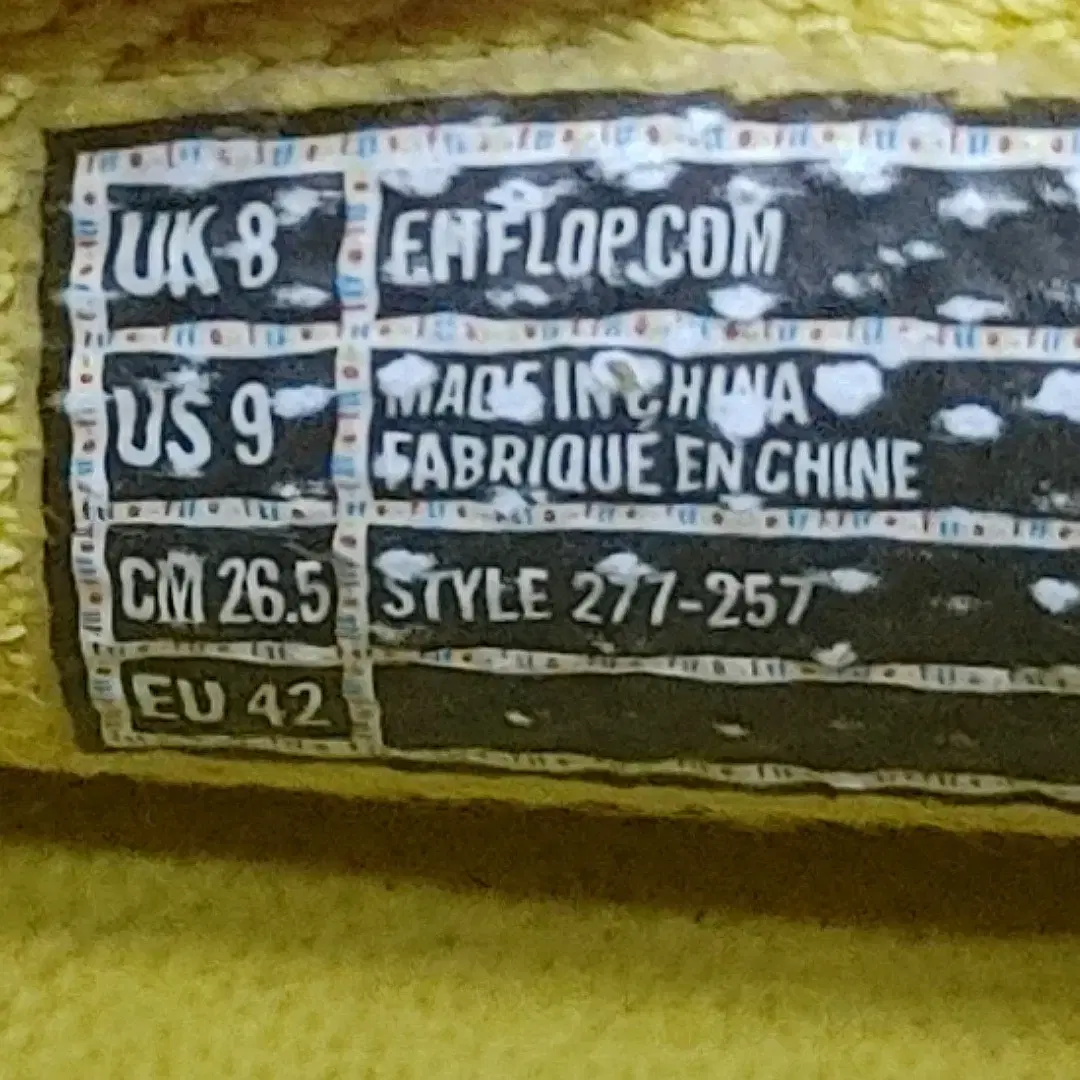 UK 8
EMFLOP.COM
US 9
MADE IN CHINA
FABRIQUÉ EN CHINE
CM 26.5
STYLE 277-257
EU 42